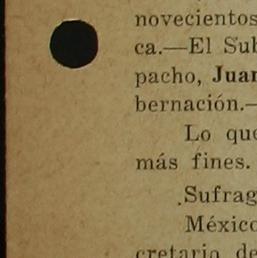 novecientos
ca.—El Sub
pacho, Juan
bernación.—
Lo que
más fines.
Sufrag
México
cretario de